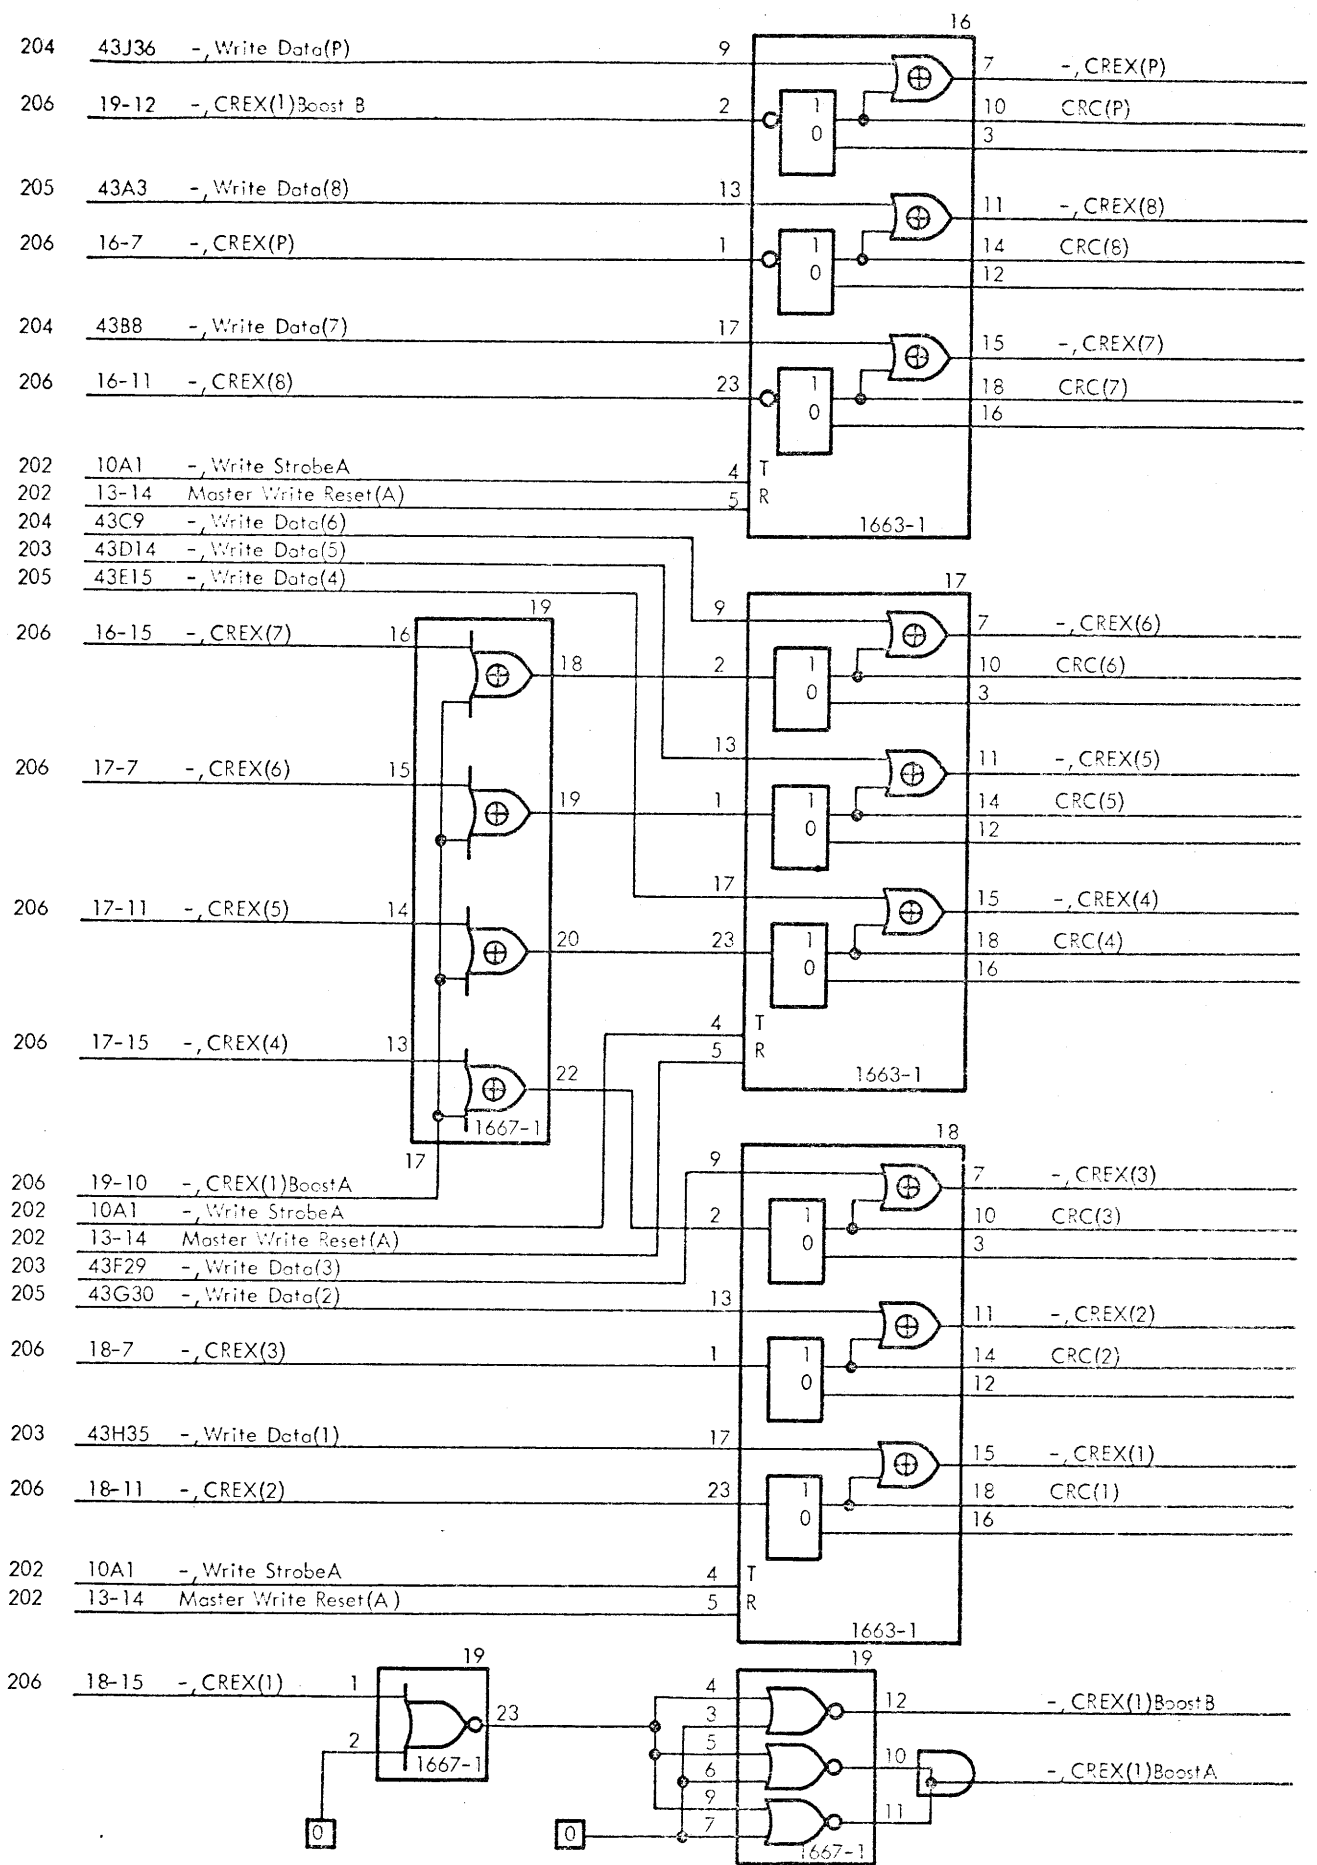 16
204 43J36 -, Write Data(P) 9 7 -, CREX(P)
206 19-12 -, CREX(1)Boost B 2 1 0 10 CRC(P)
3
205 43A3 -, Write Data(8) 13 11 -, CREX(8)
206 16-7 -, CREX(P) 1 1 0 14 CRC(8)
12
204 43B8 -, Write Data(7) 17 15 -, CREX(7)
206 16-11 -, CREX(8) 23 1 0 18 CRC(7)
16
202 10A1 -, Write StrobeA 4 T
202 13-14 Master Write Reset(A) 5 R
204 43C9 -, Write Data(6) 1663-1
203 43D14 -, Write Data(5)
205 43E15 -, Write Data(4) 17
19 9 7 -, CREX(6)
206 16-15 -, CREX(7) 16 18 2 1 0 10 CRC(6)
3
13 11 -, CREX(5)
206 17-7 -, CREX(6) 15 19 1 1 0 14 CRC(5)
12
17 15 -, CREX(4)
206 17-11 -, CREX(5) 14 20 23 1 0 18 CRC(4)
16
4 T
206 17-15 -, CREX(4) 13 22 5 R
1663-1
1667-1
17 18
206 19-10 -, CREX(1)BoostA 9 7 -, CREX(3)
202 10A1 -, Write StrobeA 2 1 0 10 CRC(3)
202 13-14 Master Write Reset(A) 3
203 43F29 -, Write Data(3)
205 43G30 -, Write Data(2) 13 11 -, CREX(2)
206 18-7 -, CREX(3) 1 1 0 14 CRC(2)
12
203 43H35 -, Write Data(1) 17 15 -, CREX(1)
206 18-11 -, CREX(2) 23 1 0 18 CRC(1)
16
202 10A1 -, Write StrobeA 4 T
202 13-14 Master Write Reset(A) 5 R
1663-1
19 19
206 18-15 -, CREX(1) 1 23 4 12 -, CREX(1)BoostB
3
2 1667-1 5 10 -, CREX(1)BoostA
6
9 11
0 0 7
1667-1